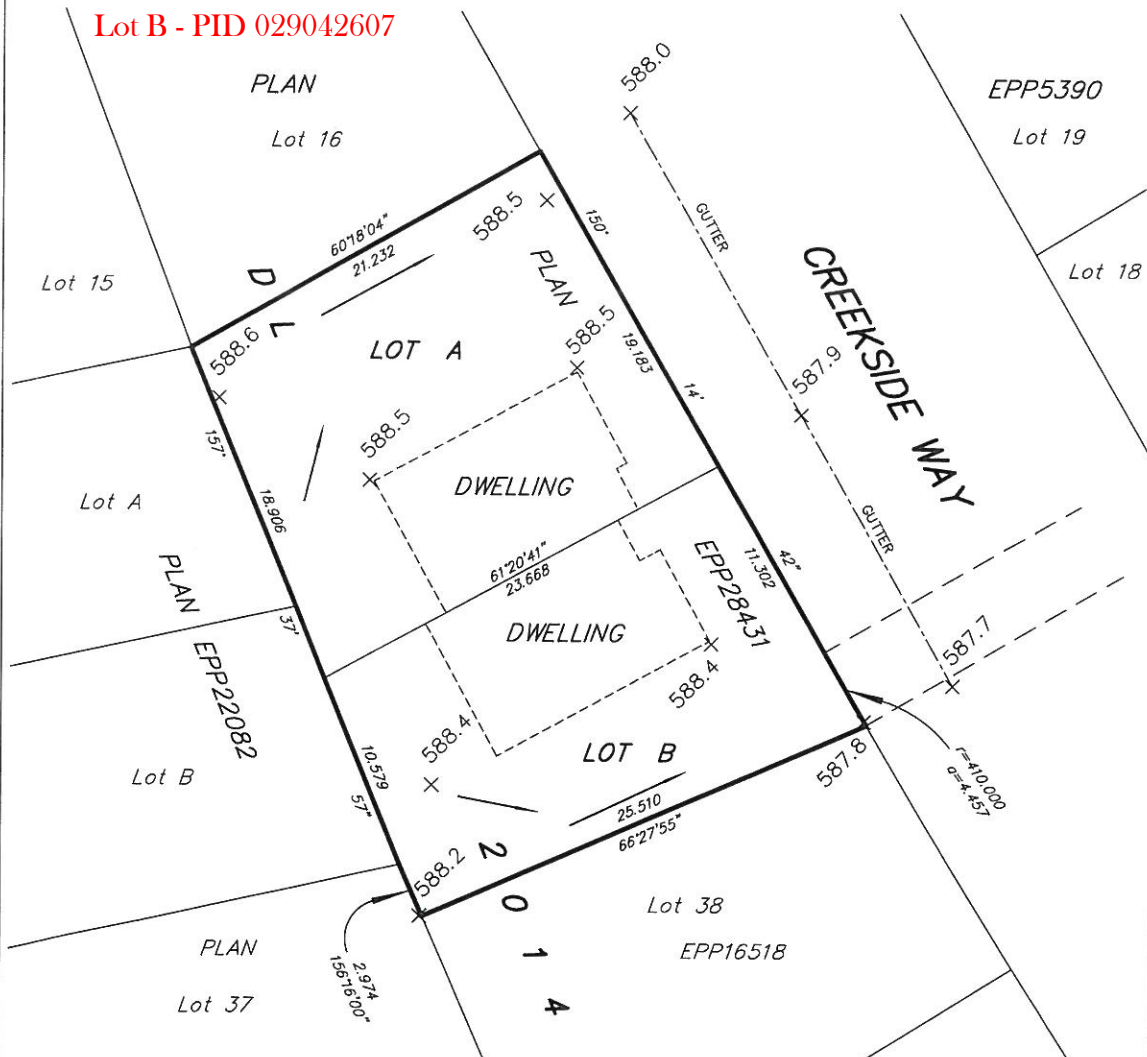 Lot B - PID 029042607
PLAN
Lot 16
588.0
EPP5390
Lot 19
Lot 18
588.5
150°
GUTTER
60°18'04"
21.232
PLAN
Lot 15
D L
588.6
LOT A
588.5
19.183
14'
CREEKSIDE WAY
587.9
588.5
157°
DWELLING
Lot A
18.906
GUTTER
PLAN
61°20'41"
23.668
11.302
42"
EPP28431
DWELLING
37'
EPP22082
587.7
588.4
588.4
LOT B
Lot B
10.579
57"
587.8
r=410.000
a=4.457
25.510
66°27'55"
588.2
2014
Lot 38
EPP16518
PLAN
Lot 37
2.974
156°16'00"